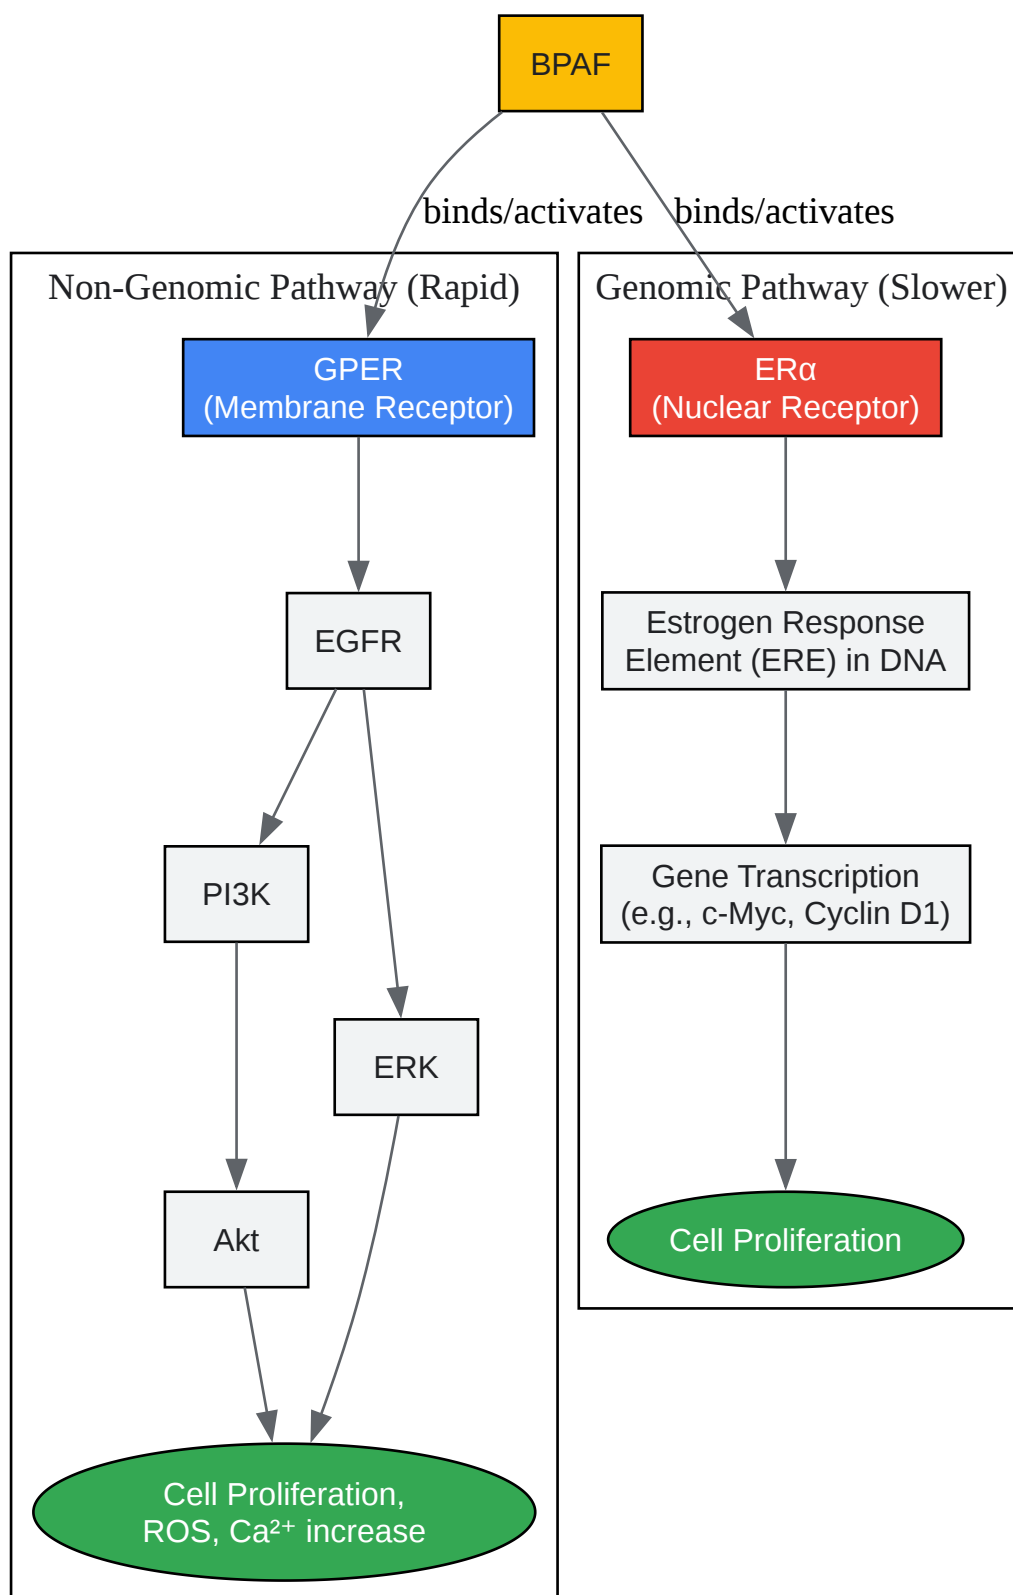 BPAF
binds/activates
binds/activates
Non-Genomic Pathway (Rapid)
GPER
(Membrane Receptor)
EGFR
PI3K
ERK
Akt
Cell Proliferation,
ROS, Ca²⁺ increase
Genomic Pathway (Slower)
ERα
(Nuclear Receptor)
Estrogen Response
Element (ERE) in DNA
Gene Transcription
(e.g., c-Myc, Cyclin D1)
Cell Proliferation